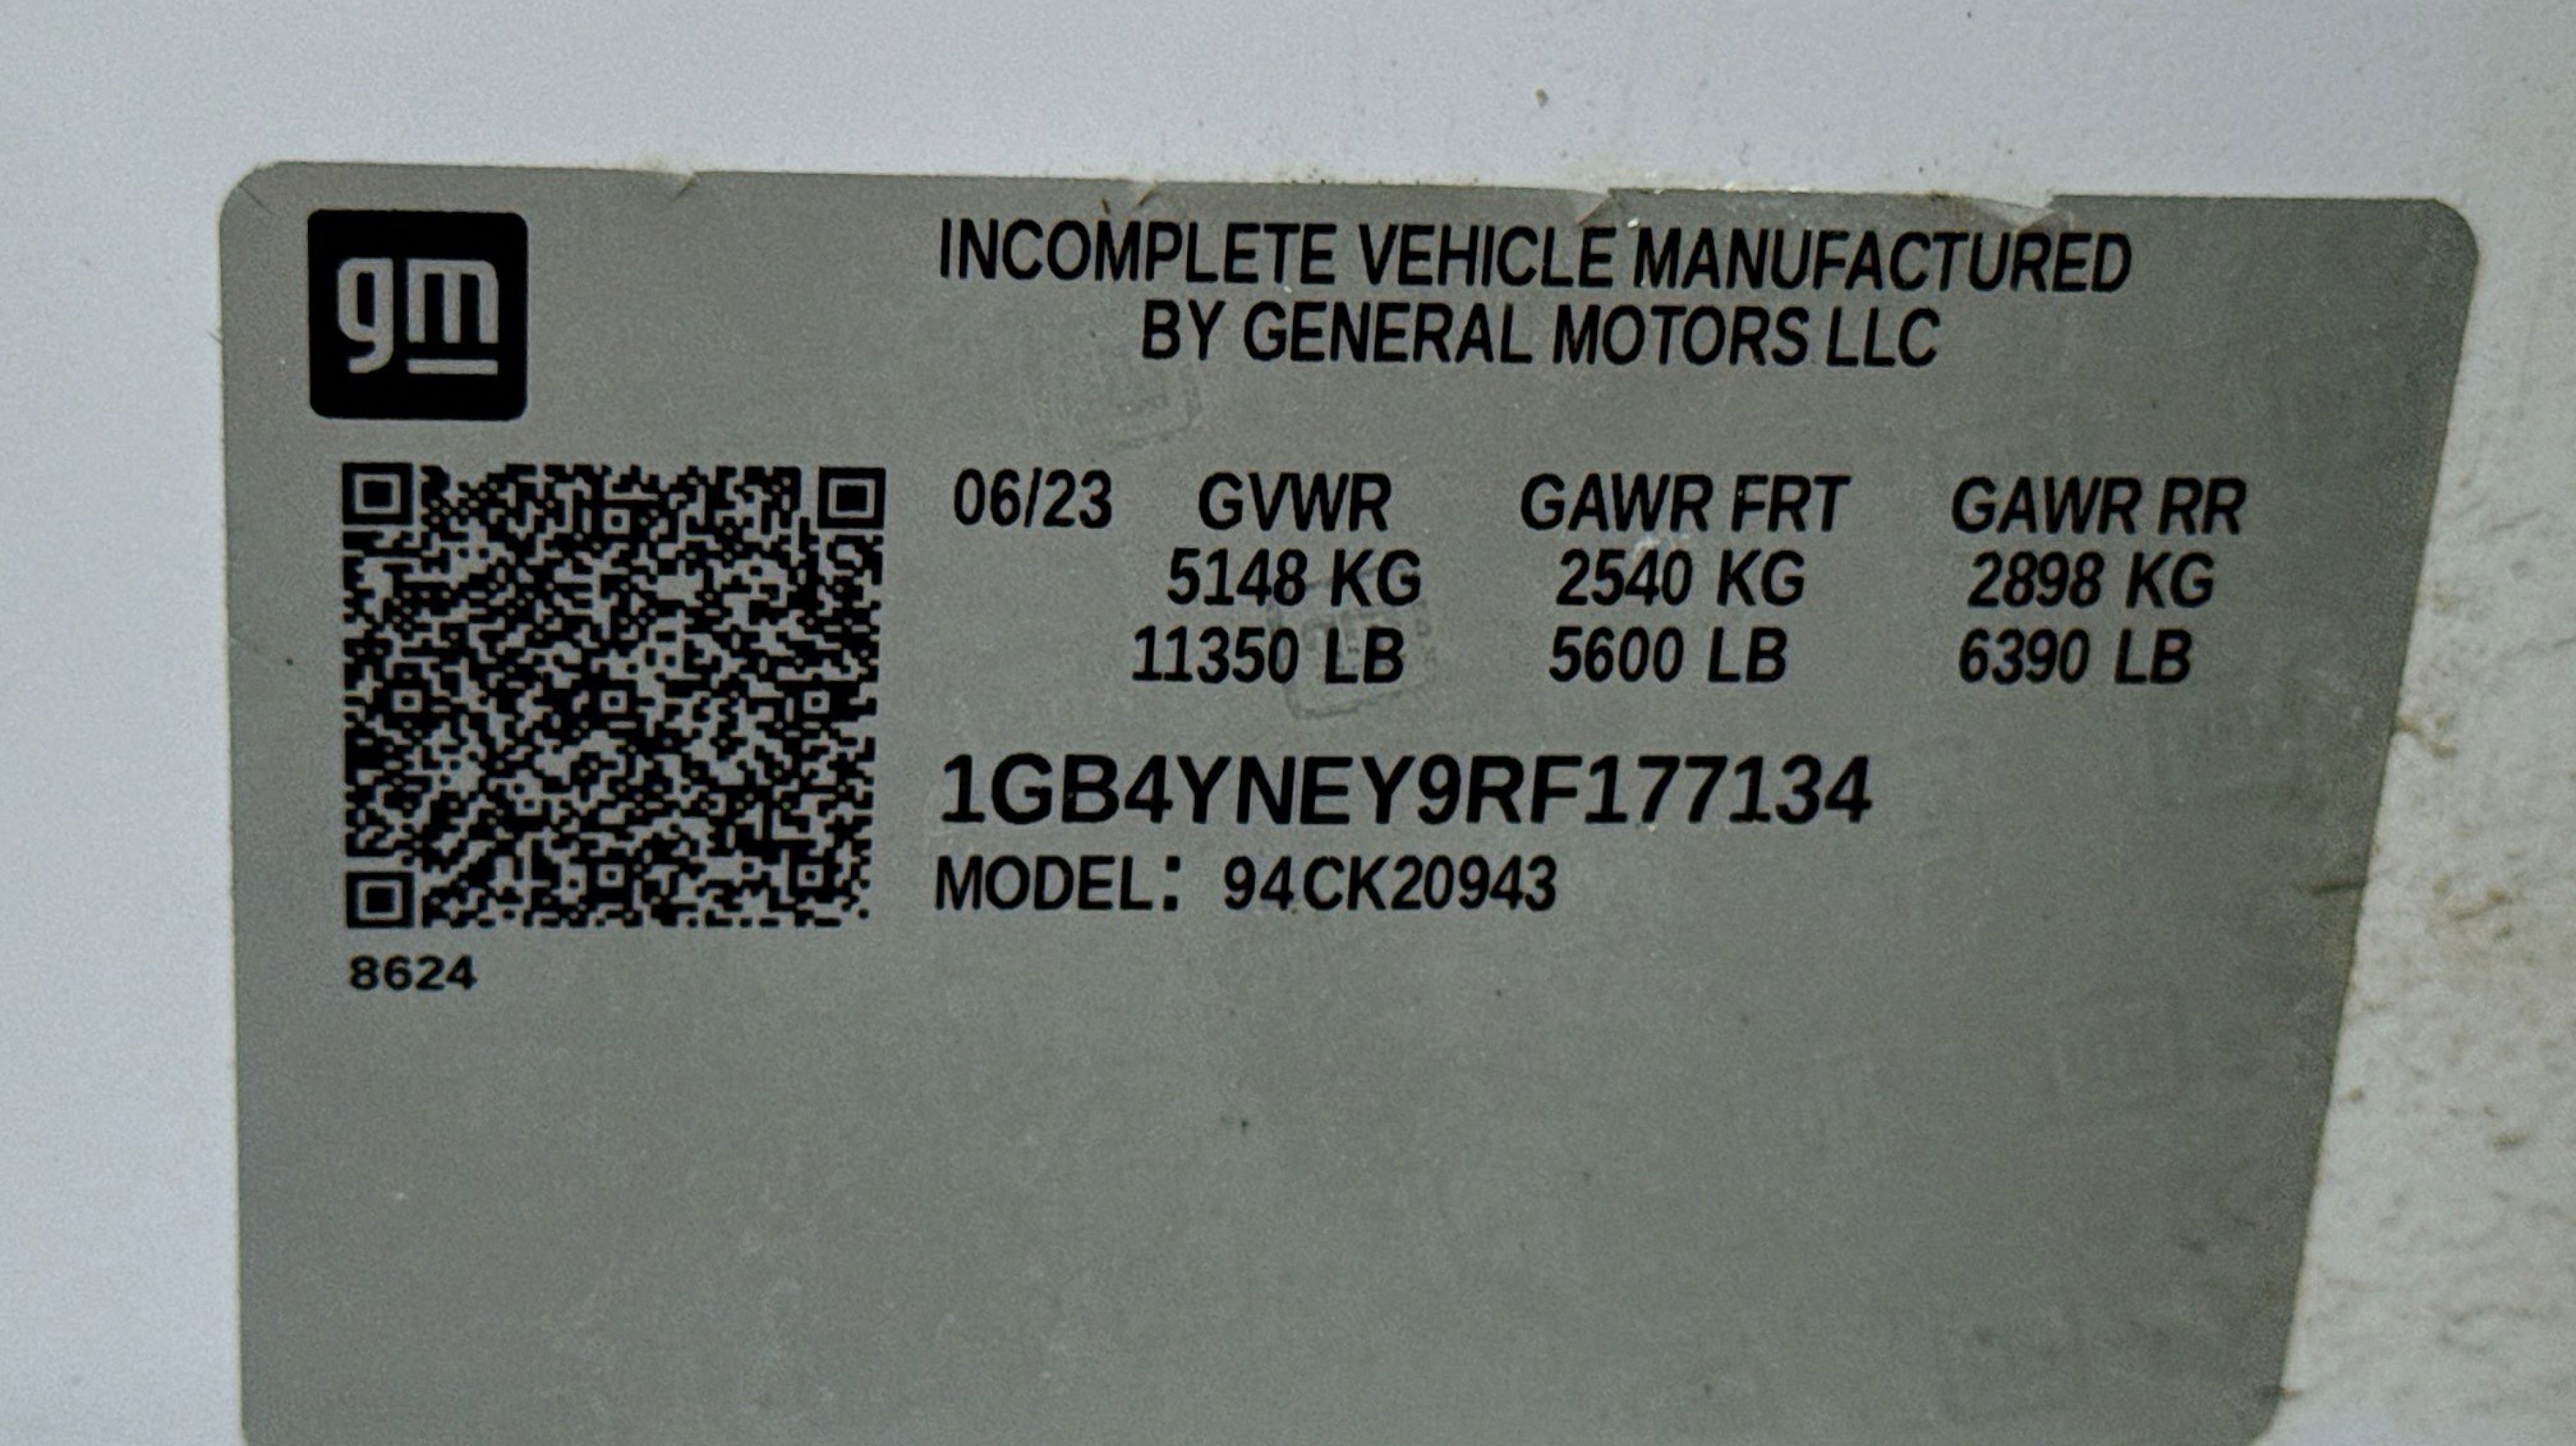 gm
INCOMPLETE VEHICLE MANUFACTURED
BY GENERAL MOTORS LLC
06/23 GVWR GAWR FRT GAWR RR
5148 KG 2540 KG 2898 KG
11350 LB 5600 LB 6390 LB
1GB4YNEY9RF177134
MODEL: 94CK20943
8624